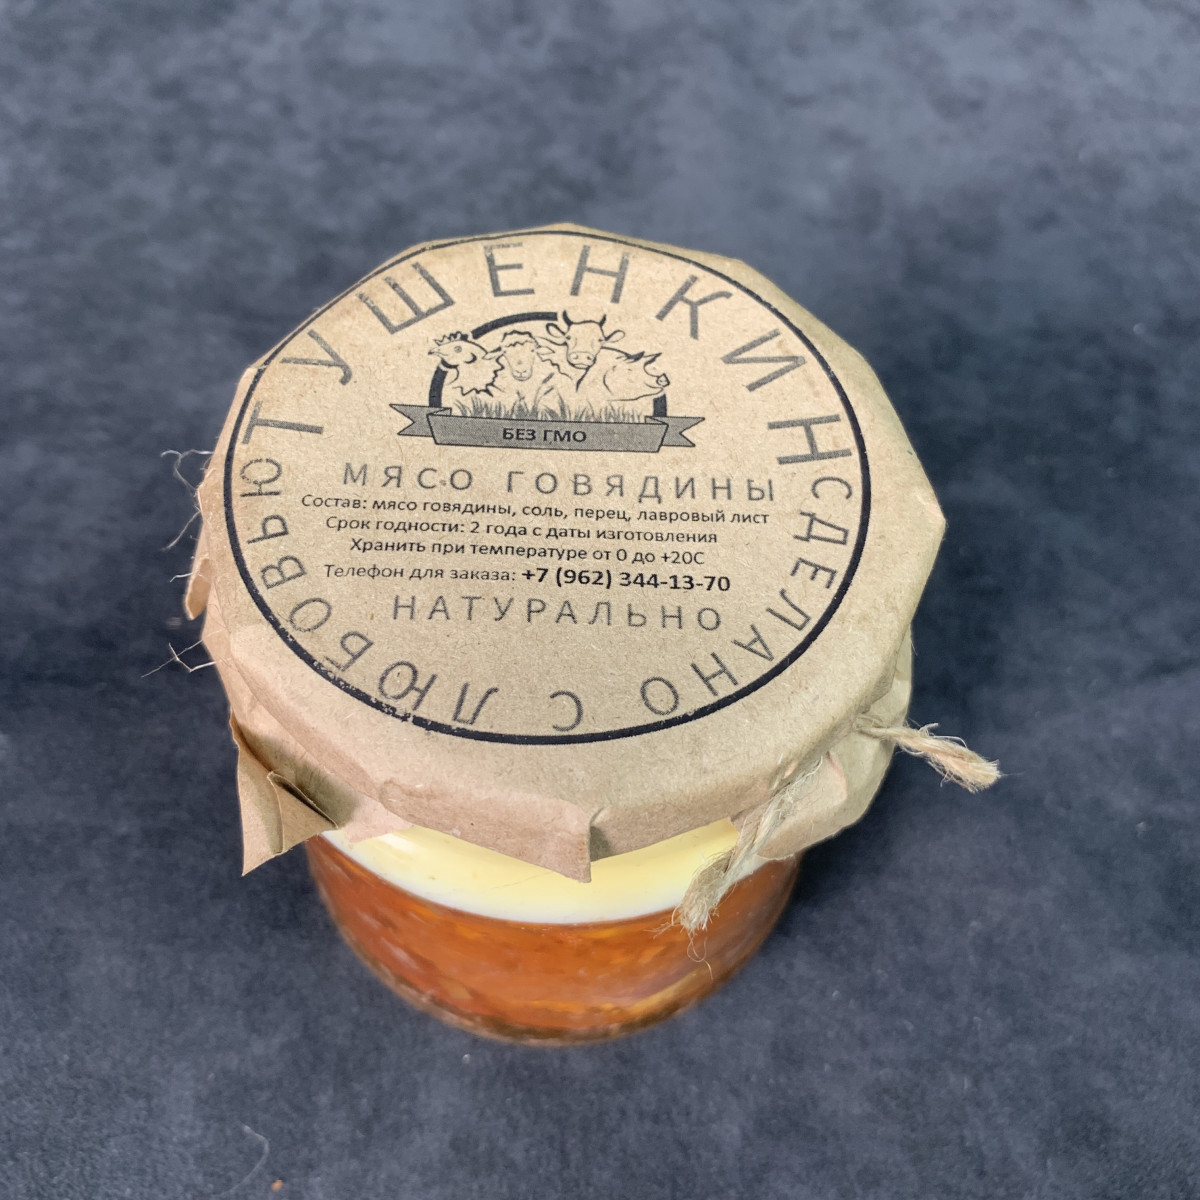 ТУШЕНКИН
СДЕЛАНО С ЛЮБОВЬЮ
БЕЗ ГМО
МЯСО ГОВЯДИНЫ
Состав: мясо говядины, соль, перец, лавровый лист
Срок годности: 2 года с даты изготовления
Хранить при температуре от 0 до +20С
Телефон для заказа: +7 (962) 344-13-70
НАТУРАЛЬНО